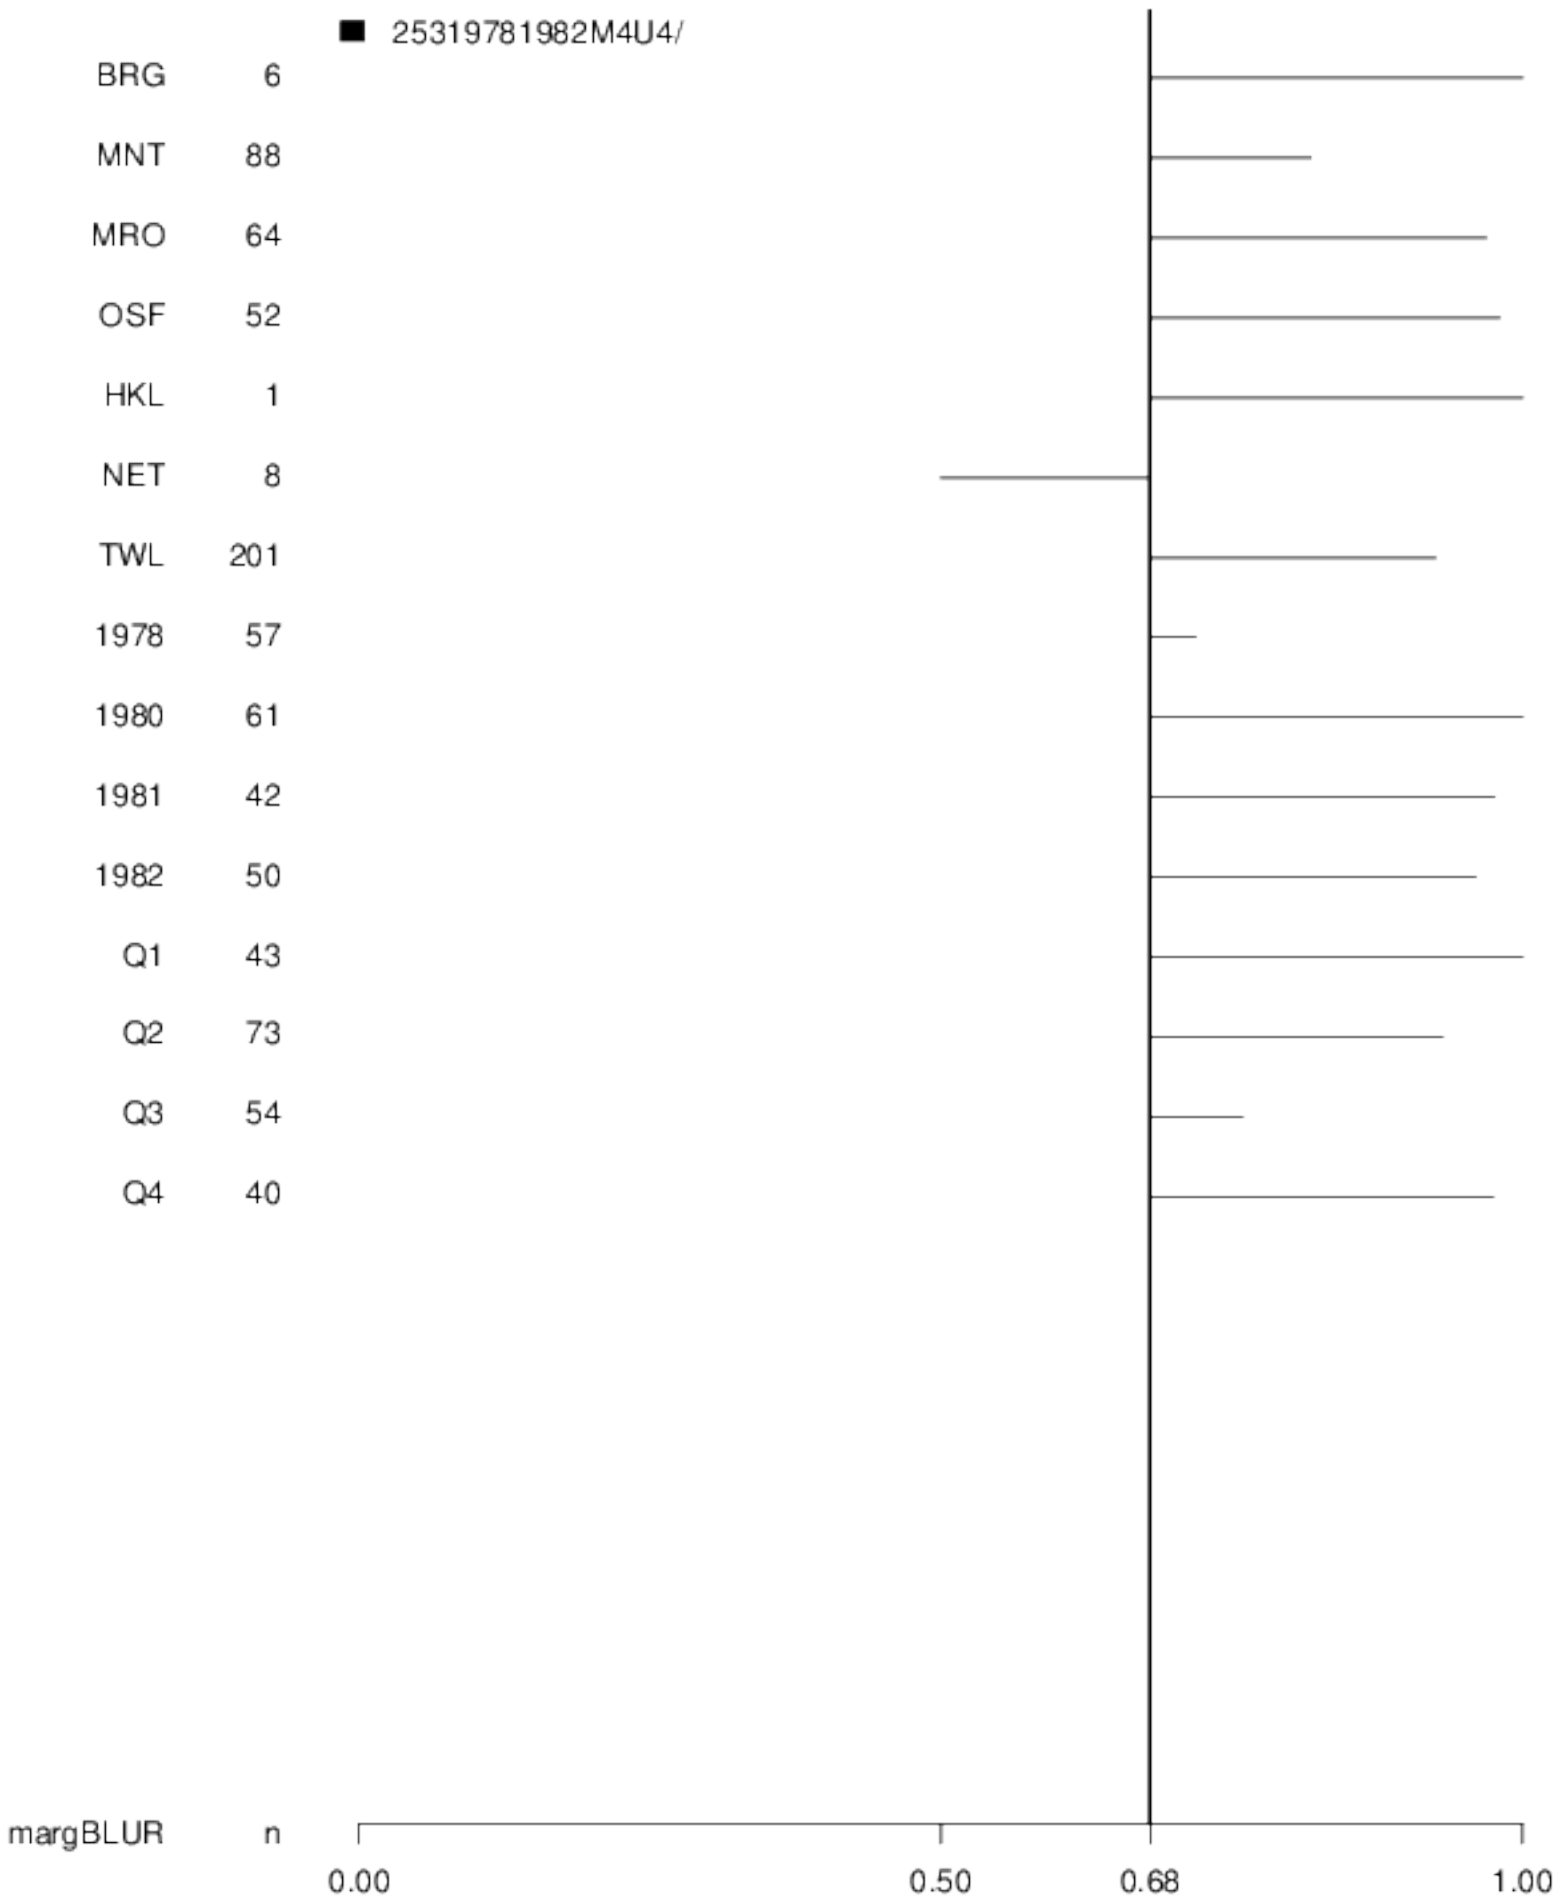 25319781982M4U4/
BRG 6
MNT 88
MRO 64
OSF 52
HKL 1
NET 8
TWL 201
1978 57
1980 61
1981 42
1982 50
Q1 43
Q2 73
Q3 54
Q4 40
margBLUR n
0.00 0.50 0.68 1.00